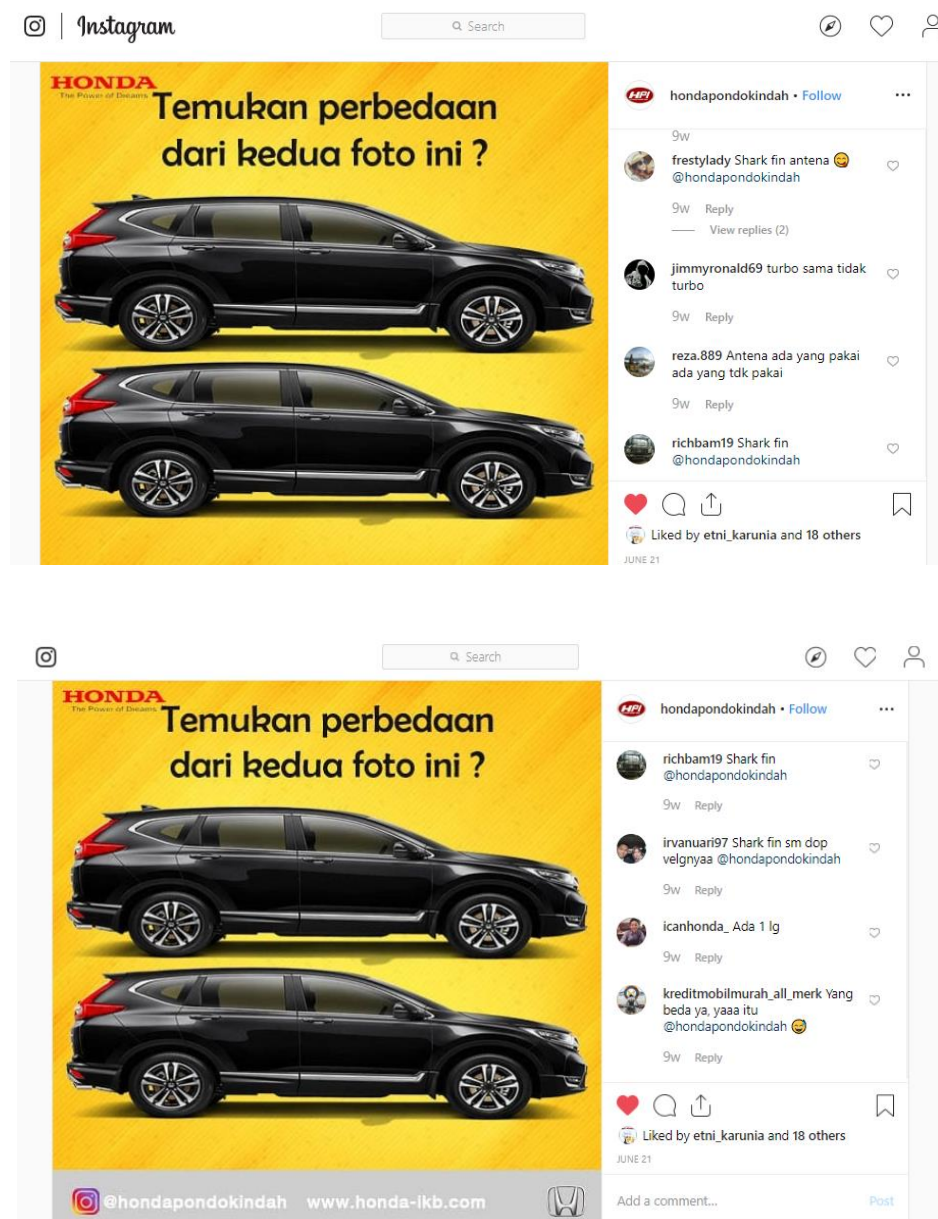 Instagram
Search
HONDA
The Power of Dreams
Temukan perbedaan
dari kedua foto ini ?
HPI
hondapondokindah • Follow
9w
frestylady Shark fin antena 😋
@hondapondokindah
9w Reply
View replies (2)
jimmyronald69 turbo sama tidak
turbo
9w Reply
reza.889 Antena ada yang pakai
ada yang tdk pakai
9w Reply
richbam19 Shark fin
@hondapondokindah
Liked by etni_karunia and 18 others
JUNE 21
Search
HONDA
The Power of Dreams
Temukan perbedaan
dari kedua foto ini ?
@hondapondokindah www.honda-ikb.com
HPI
hondapondokindah • Follow
richbam19 Shark fin
@hondapondokindah
9w Reply
irvanuari97 Shark fin sm dop
velgnyaa @hondapondokindah
9w Reply
icanhonda_ Ada 1 lg
9w Reply
kreditmobilmurah_all_merk Yang
beda ya, yaaa itu
@hondapondokindah 😅
9w Reply
Liked by etni_karunia and 18 others
JUNE 21
Add a comment...
Post